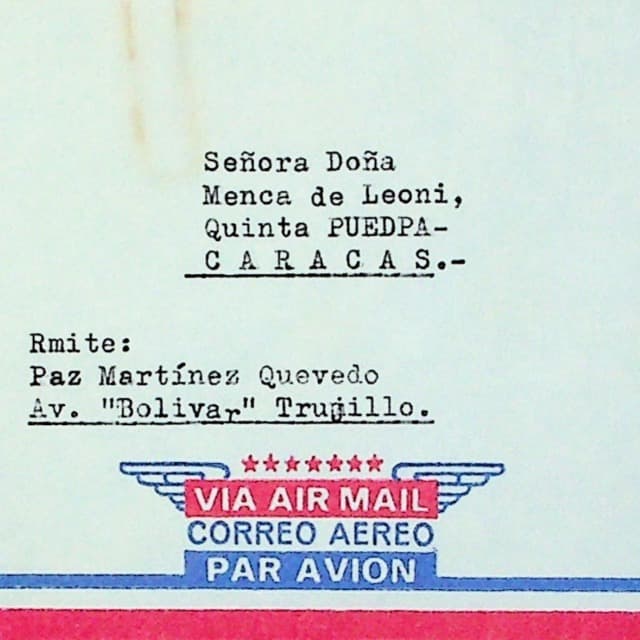 Señora Doña
Menca de Leoni,
Quinta PUEDPA-
C A R A C A S.-
Rmite:
Paz Martínez Quevedo
Av. "Bolivar" Trujillo.
VIA AIR MAIL
CORREO AEREO
PAR AVION